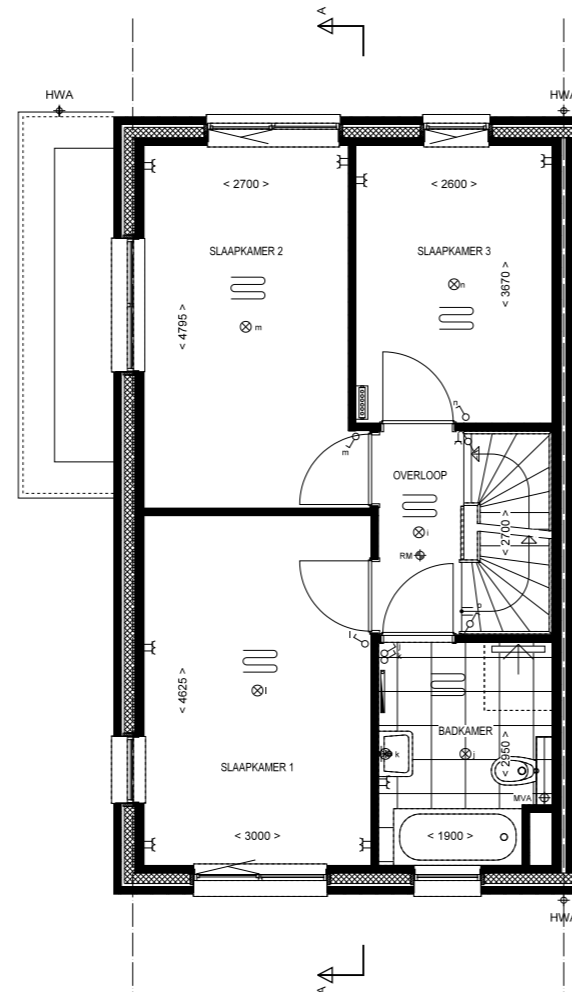 A
HWA
HWA
< 2700 >
< 2600 >
SLAAPKAMER 2
SLAAPKAMER 3
n
< 3670 >
< 4795 >
m
n
m
OVERLOOP
i
< 2700 >
RM
l
j
k
l
< 4625 >
BADKAMER
k
j
< 2950 >
SLAAPKAMER 1
MVA
< 3000 >
< 1900 >
HWA
A